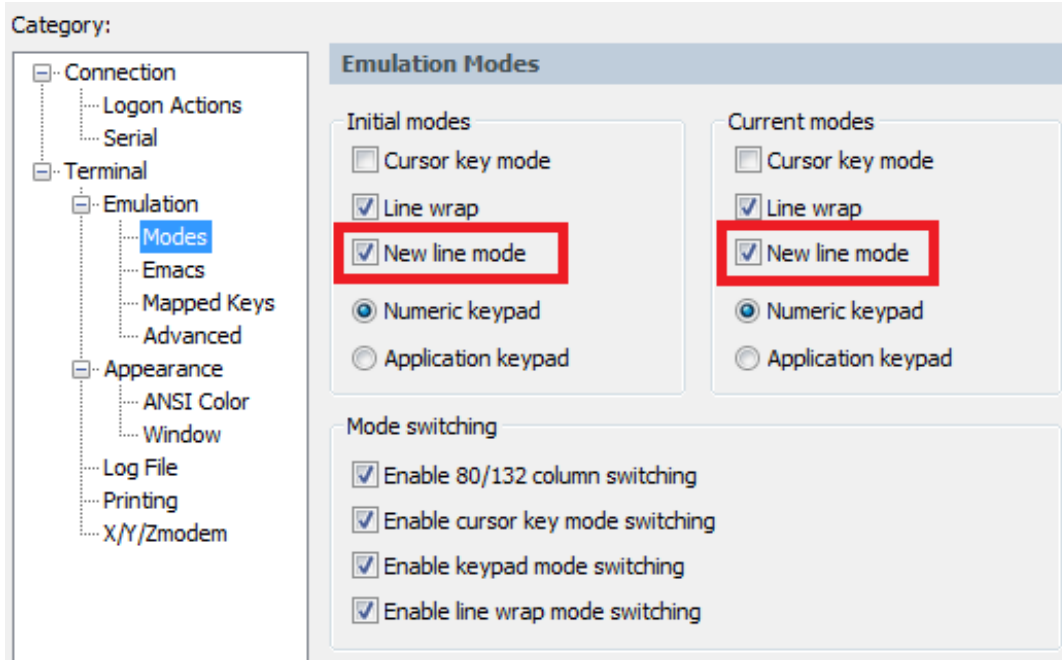 Category:
Connection
Logon Actions
Serial
Terminal
Emulation
Modes
Emacs
Mapped Keys
Advanced
Appearance
ANSI Color
Window
Log File
Printing
X/Y/Zmodem
Emulation Modes
Initial modes
Cursor key mode
Line wrap
New line mode
Numeric keypad
Application keypad
Current modes
Cursor key mode
Line wrap
New line mode
Numeric keypad
Application keypad
Mode switching
Enable 80/132 column switching
Enable cursor key mode switching
Enable keypad mode switching
Enable line wrap mode switching